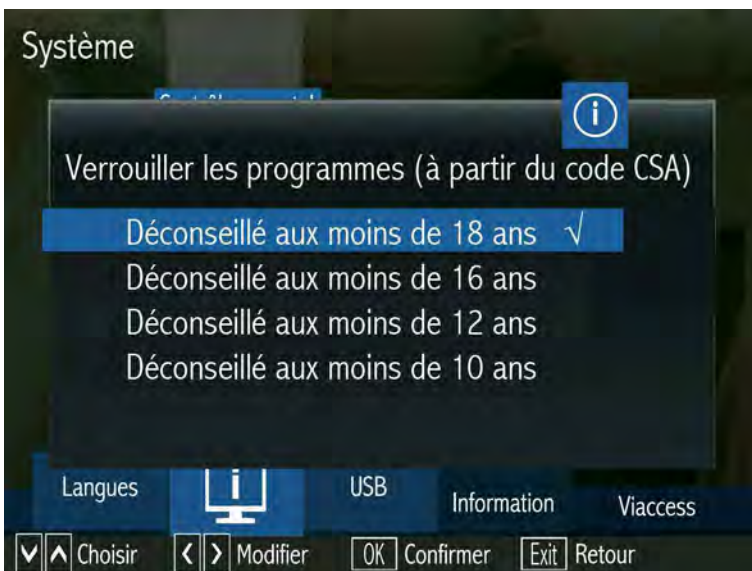 Système
Verrouiller les programmes (à partir du code CSA)
Déconseillé aux moins de 18 ans √
Déconseillé aux moins de 16 ans
Déconseillé aux moins de 12 ans
Déconseillé aux moins de 10 ans
Langues
USB
Information
Viaccess
Choisir
Modifier
OK Confirmer
Exit Retour